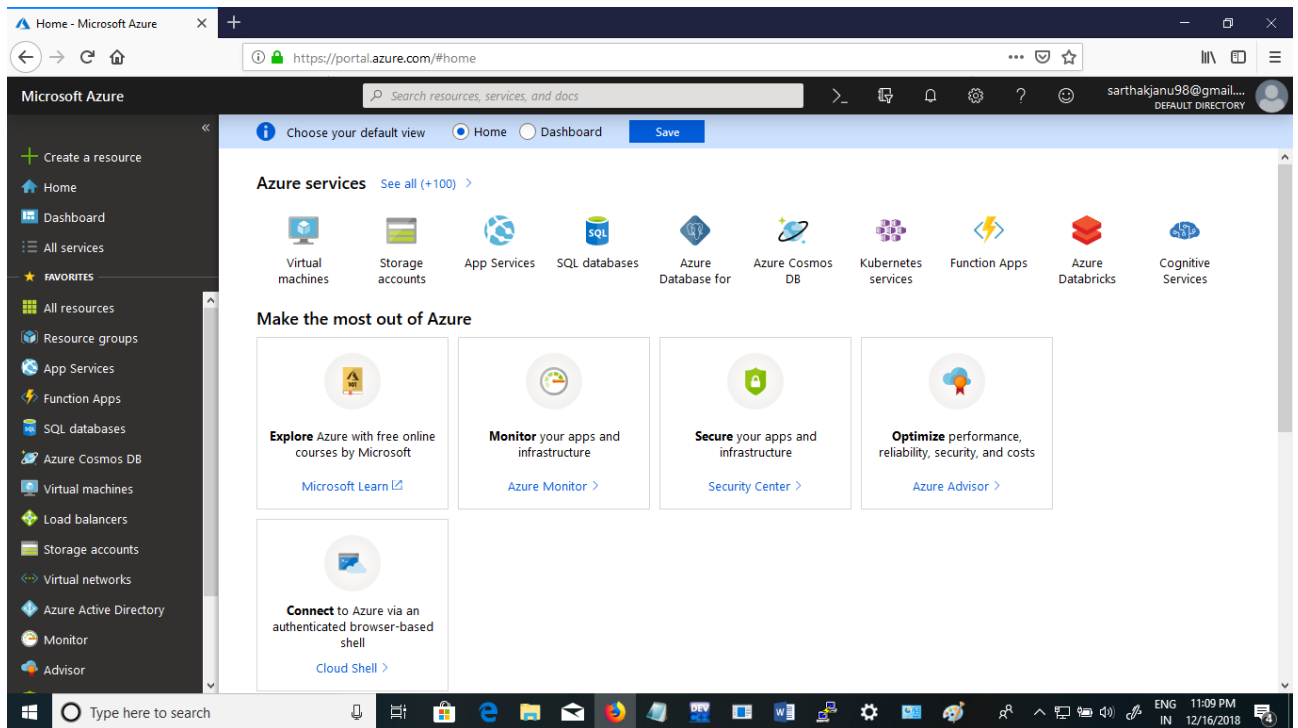 Home - Microsoft Azure
https://portal.azure.com/#home
Microsoft Azure
Search resources, services, and docs
sarthakjanu98@gmail....
DEFAULT DIRECTORY
Create a resource
Home
Dashboard
All services
FAVORITES
All resources
Resource groups
App Services
Function Apps
SQL databases
Azure Cosmos DB
Virtual machines
Load balancers
Storage accounts
Virtual networks
Azure Active Directory
Monitor
Advisor
Choose your default view Home Dashboard Save
Azure services See all (+100)
Virtual
machines
Storage
accounts
App Services
SQL
SQL databases
Azure
Database for
Azure Cosmos
DB
Kubernetes
services
Function Apps
Azure
Databricks
Cognitive
Services
Make the most out of Azure
Explore Azure with free online
courses by Microsoft
Microsoft Learn
Monitor your apps and
infrastructure
Azure Monitor
Secure your apps and
infrastructure
Security Center
Optimize performance,
reliability, security, and costs
Azure Advisor
Connect to Azure via an
authenticated browser-based
shell
Cloud Shell
Type here to search
DEV
ENG
IN
11:09 PM
12/16/2018
4